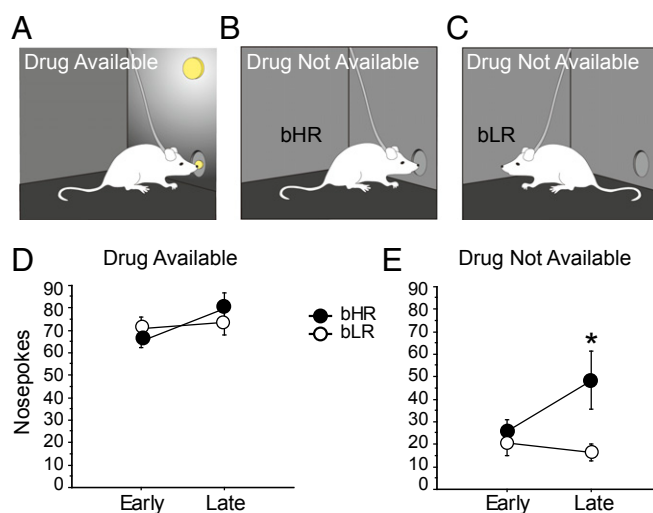 A
Drug Available
B
Drug Not Available
bHR
C
Drug Not Available
bLR
D
Drug Available
90
80
70
60
50
40
30
20
10
0
Nosepokes
Early
Late
bHR
bLR
E
Drug Not Available
90
80
70
60
50
40
30
20
10
0
*
Early
Late